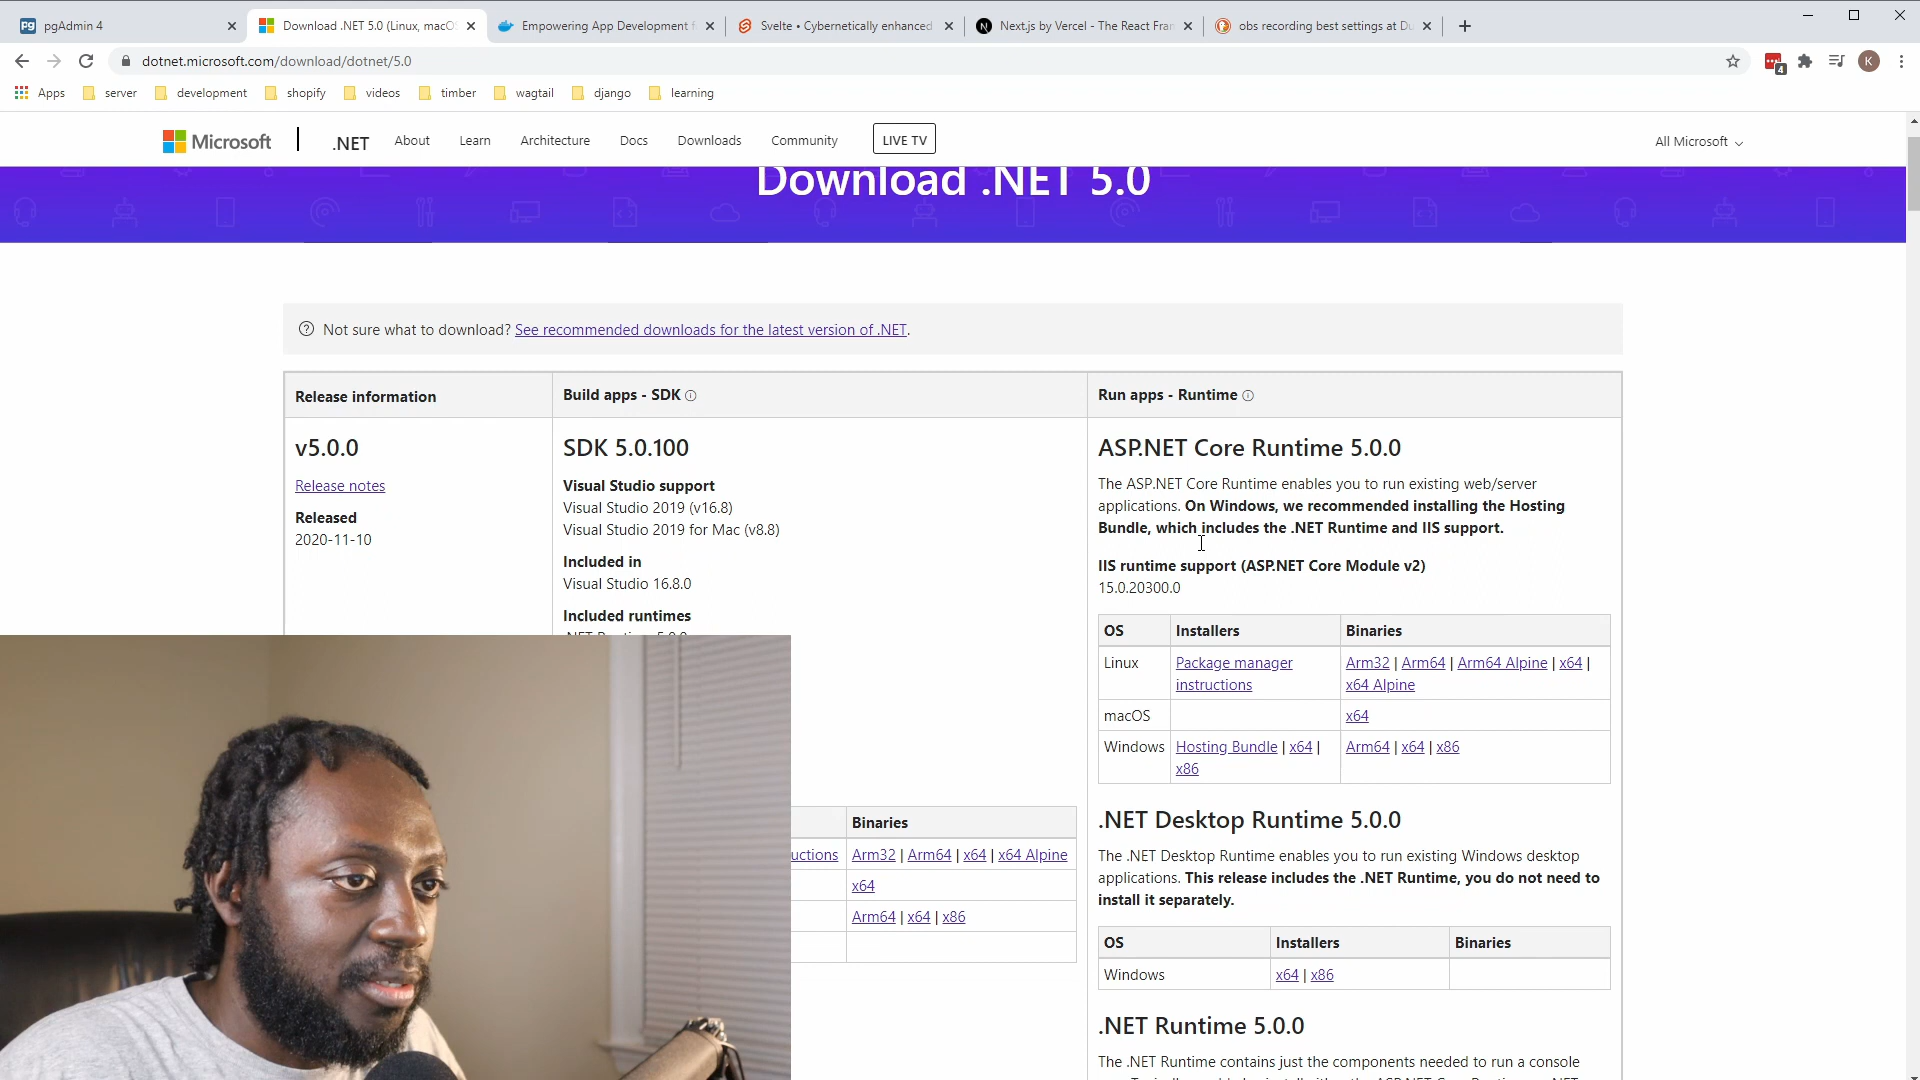 pgAdmin 4
Download .NET 5.0 (Linux, macO
Empowering App Development f
Svelte • Cybernetically enhanced
Next.js by Vercel - The React Fran
obs recording best settings at Du
dotnet.microsoft.com/download/dotnet/5.0
4
K
Apps
server
development
shopify
videos
timber
wagtail
django
learning
Microsoft
.NET
About
Learn
Architecture
Docs
Downloads
Community
LIVE TV
All Microsoft
Download .NET 5.0
Not sure what to download? See recommended downloads for the latest version of .NET.
Release information
Build apps - SDK
Run apps - Runtime
v5.0.0
Release notes
Released
2020-11-10
SDK 5.0.100
Visual Studio support
Visual Studio 2019 (v16.8)
Visual Studio 2019 for Mac (v8.8)
Included in
Visual Studio 16.8.0
Included runtimes
.NET Runtime 5.0.0
Binaries
uctions
Arm32 | Arm64 | x64 | x64 Alpine
x64
Arm64 | x64 | x86
ASP.NET Core Runtime 5.0.0
The ASP.NET Core Runtime enables you to run existing web/server
applications. On Windows, we recommended installing the Hosting
Bundle, which includes the .NET Runtime and IIS support.
IIS runtime support (ASP.NET Core Module v2)
15.0.20300.0
OS Installers Binaries
Linux Package manager Arm32 | Arm64 | Arm64 Alpine | x64 |
instructions x64 Alpine
macOS x64
Windows Hosting Bundle | x64 | Arm64 | x64 | x86
x86
.NET Desktop Runtime 5.0.0
The .NET Desktop Runtime enables you to run existing Windows desktop
applications. This release includes the .NET Runtime, you do not need to
install it separately.
OS Installers Binaries
Windows x64 | x86
.NET Runtime 5.0.0
The .NET Runtime contains just the components needed to run a console